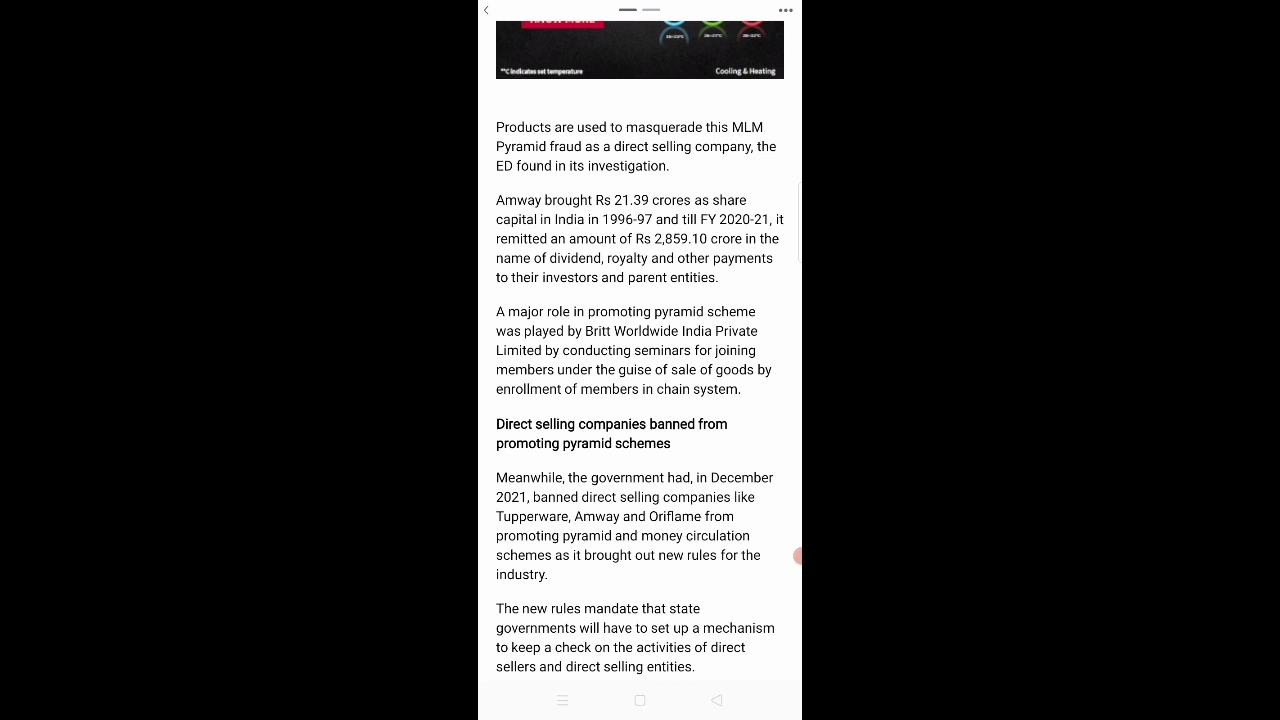 KNOW MORE
26~27°C
*°C indicates set temperature
Cooling & Heating
Products are used to masquerade this MLM
Pyramid fraud as a direct selling company, the
ED found in its investigation.
Amway brought Rs 21.39 crores as share
capital in India in 1996-97 and till FY 2020-21, it
remitted an amount of Rs 2,859.10 crore in the
name of dividend, royalty and other payments
to their investors and parent entities.
A major role in promoting pyramid scheme
was played by Britt Worldwide India Private
Limited by conducting seminars for joining
members under the guise of sale of goods by
enrollment of members in chain system.
Direct selling companies banned from
promoting pyramid schemes
Meanwhile, the government had, in December
2021, banned direct selling companies like
Tupperware, Amway and Oriflame from
promoting pyramid and money circulation
schemes as it brought out new rules for the
industry.
The new rules mandate that state
governments will have to set up a mechanism
to keep a check on the activities of direct
sellers and direct selling entities.